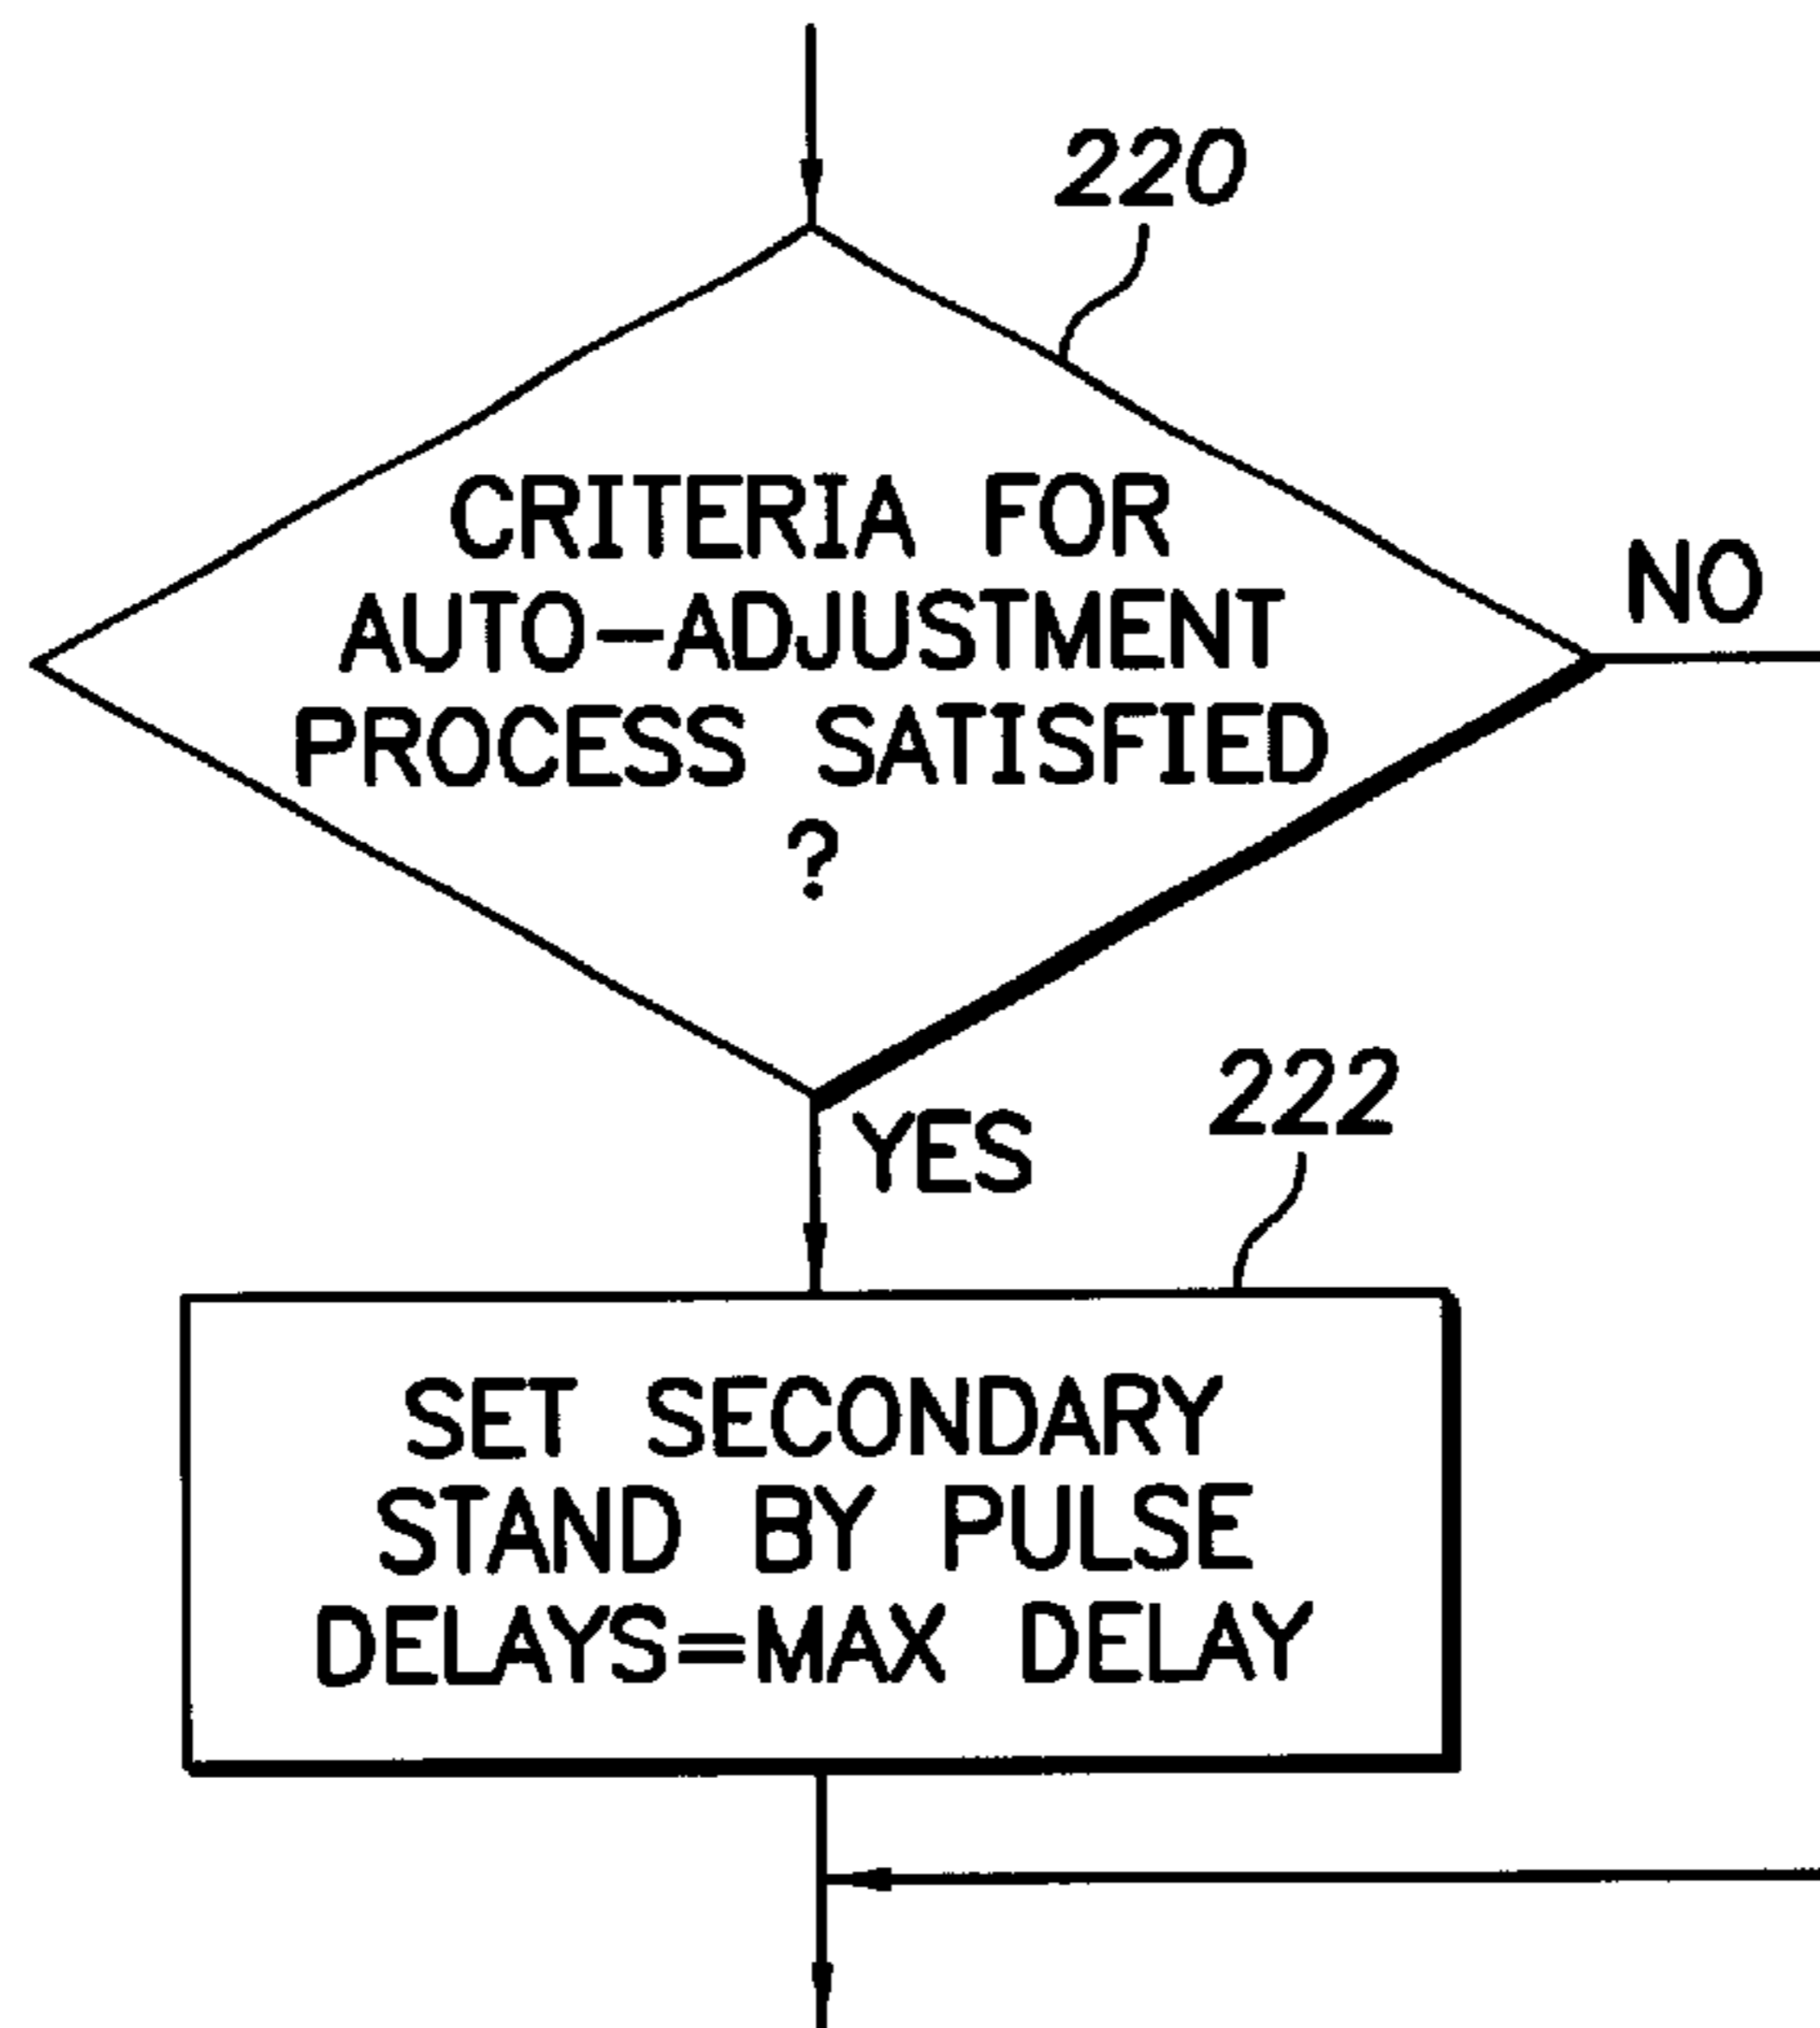 220
CRITERIA FOR
AUTO-ADJUSTMENT
PROCESS SATISFIED
?
NO
YES
222
SET SECONDARY
STAND BY PULSE
DELAYS=MAX DELAY